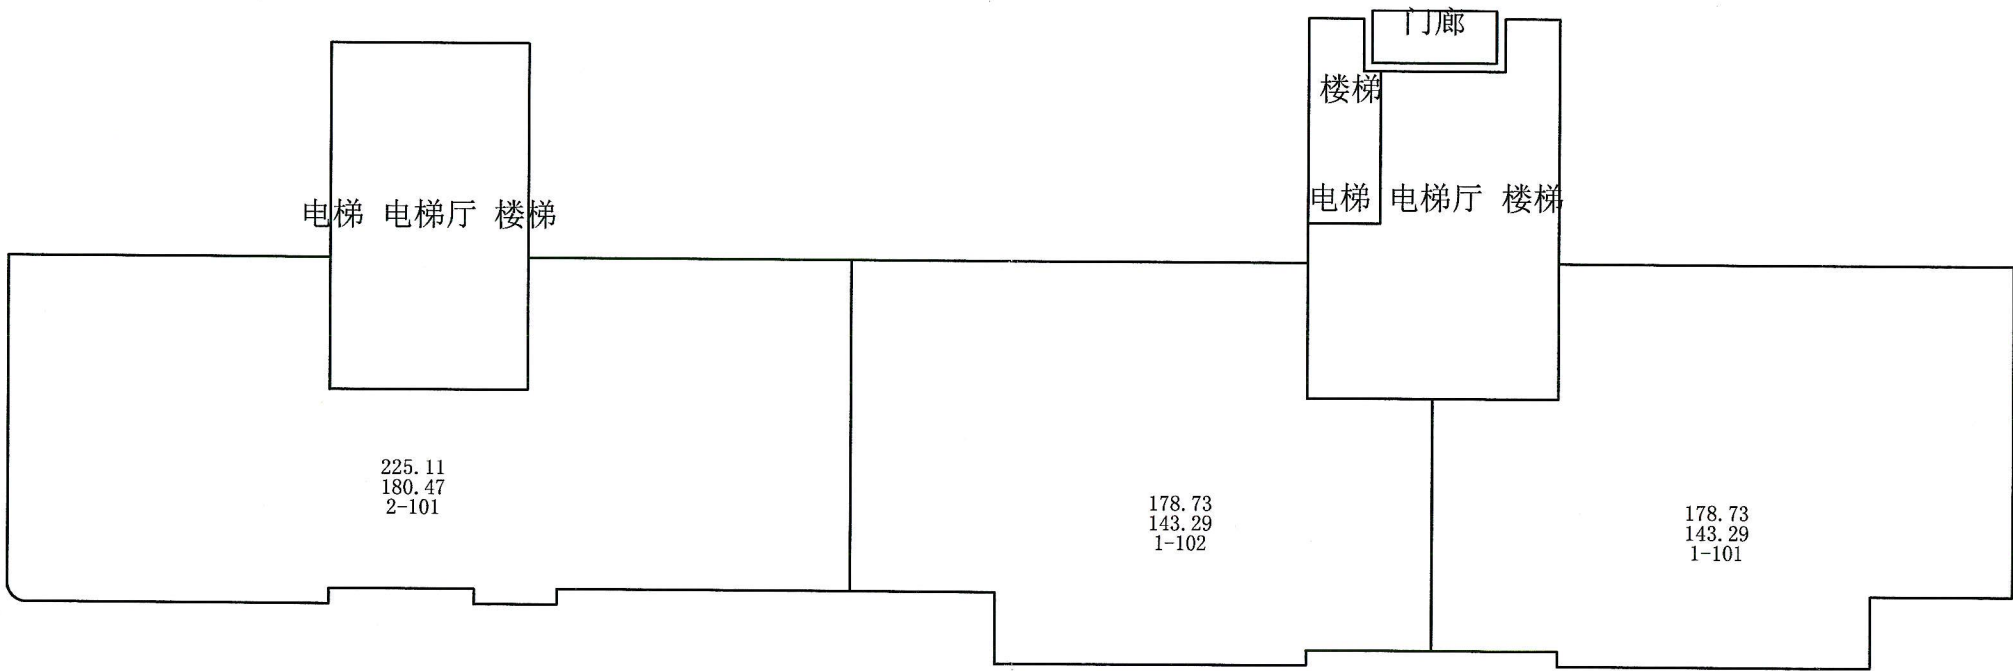 门廊
楼梯
电梯 电梯厅 楼梯
电梯 电梯厅 楼梯
225.11
180.47
2-101
178.73
143.29
1-102
178.73
143.29
1-101